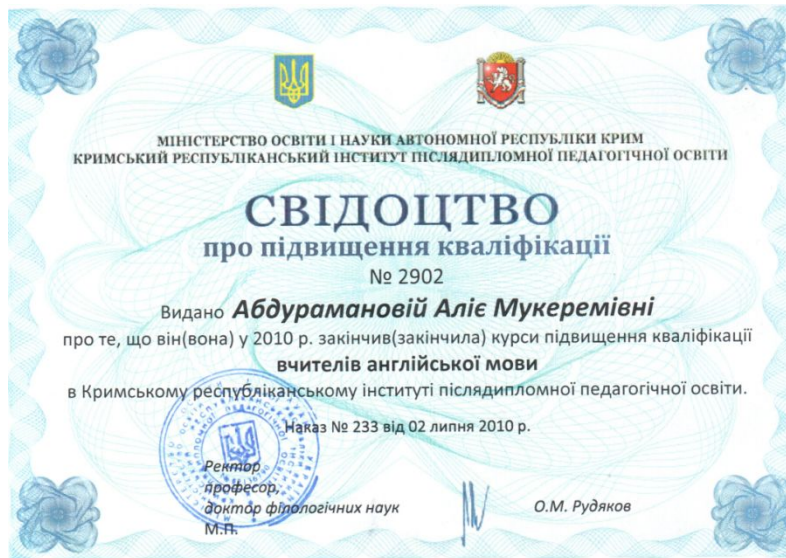 МІНІСТЕРСТВО ОСВІТИ І НАУКИ АВТОНОМНОЇ РЕСПУБЛІКИ КРИМ
КРИМСЬКИЙ РЕСПУБЛІКАНСЬКИЙ ІНСТИТУТ ПІСЛЯДИПЛОМНОЇ ПЕДАГОГІЧНОЇ ОСВІТИ
СВІДОЦТВО
про підвищення кваліфікації
№ 2902
Видано Абдурамановій Аліє Мукеремівні
про те, що він(вона) у 2010 р. закінчив(закінчила) курси підвищення кваліфікації
вчителів англійської мови
в Кримському республіканському інституті післядипломної педагогічної освіти.
Наказ № 233 від 02 липня 2010 р.
Ректор
професор,
доктор філологічних наук О.М. Рудяков
М.П.